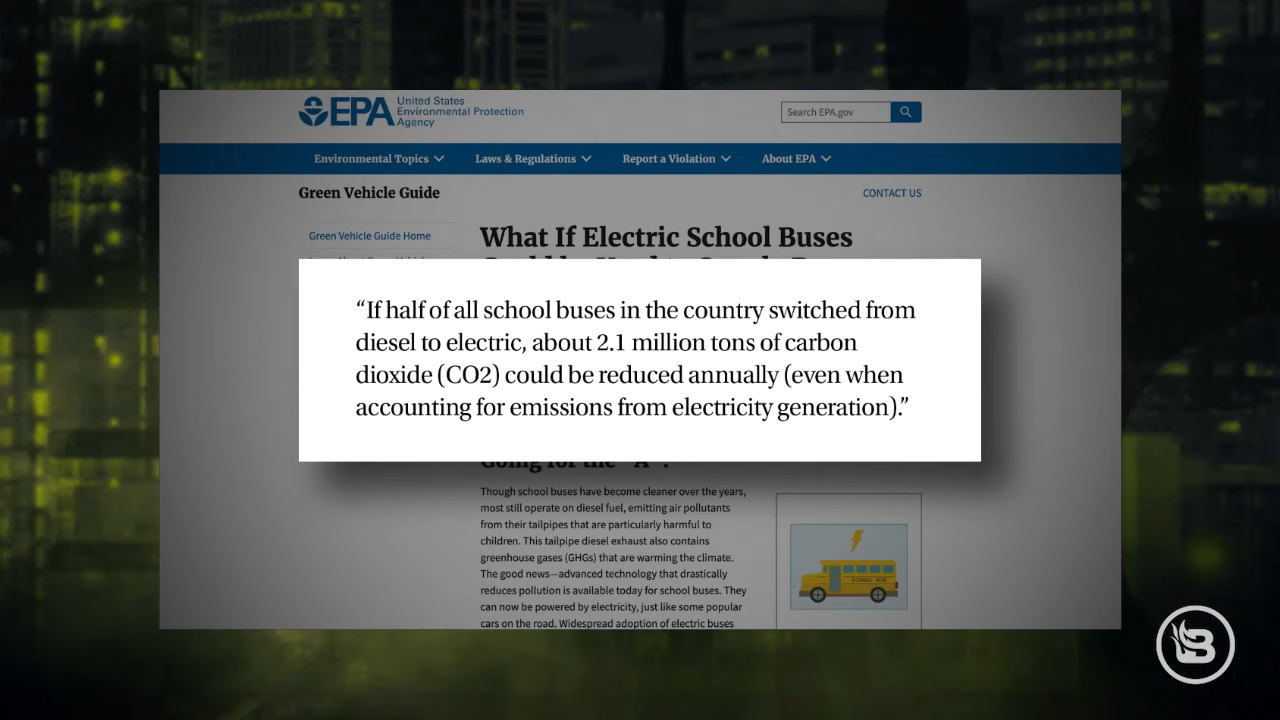 EPA
United States
Environmental Protection
Agency
Search EPA.gov
Environmental Topics
Laws & Regulations
Report a Violation
About EPA
Green Vehicle Guide
CONTACT US
Green Vehicle Guide Home
What If Electric School Buses
“If half of all school buses in the country switched from
diesel to electric, about 2.1 million tons of carbon
dioxide (CO2) could be reduced annually (even when
accounting for emissions from electricity generation).”
Going for the "A".
Though school buses have become cleaner over the years,
most still operate on diesel fuel, emitting air pollutants
from their tailpipes that are particularly harmful to
children. This tailpipe diesel exhaust also contains
greenhouse gases (GHGs) that are warming the climate.
The good news—advanced technology that drastically
reduces pollution is available today for school buses. They
can now be powered by electricity, just like some popular
cars on the road. Widespread adoption of electric buses
SCHOOL BUS
B